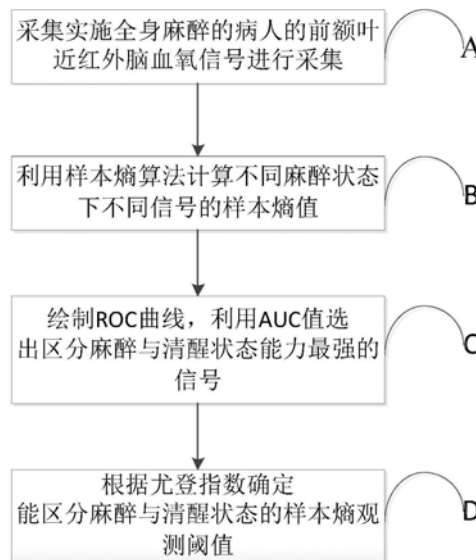 采集实施全身麻醉的病人的前额叶
近红外脑血氧信号进行采集
A
利用样本熵算法计算不同麻醉状态
下不同信号的样本熵值
B
绘制ROC曲线，利用AUC值选
出区分麻醉与清醒状态能力最强的
信号
C
根据尤登指数确定
能区分麻醉与清醒状态的样本熵观
测阈值
D